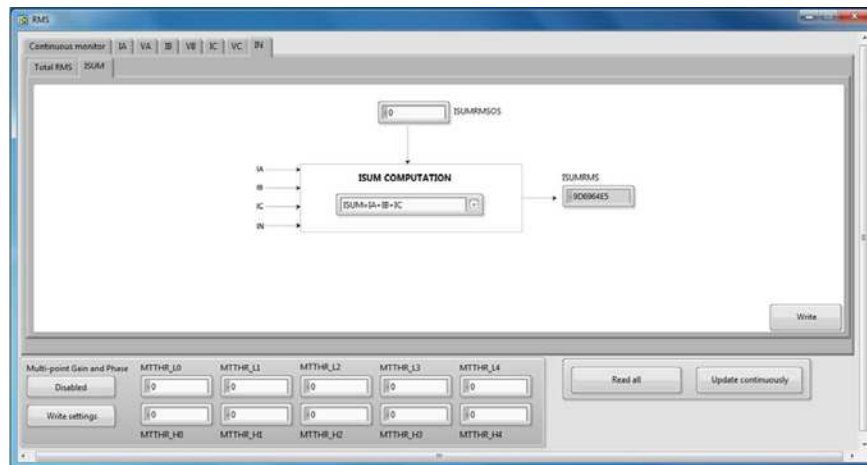 RMS
Continuous monitor IA VA IB VB IC VC IN
Total RMS ISUM
0 ISUMRMSOS
IA
IB
IC
IN
ISUM COMPUTATION
ISUM=IA+IB+IC
ISUMRMS
9D6964E5
Write
Multi-point Gain and Phase MTTHR_L0 MTTHR_L1 MTTHR_L2 MTTHR_L3 MTTHR_L4
Disabled 0 0 0 0 0
Write settings 0 0 0 0 0
MTTHR_H0 MTTHR_H1 MTTHR_H2 MTTHR_H3 MTTHR_H4
Read all Update continuously